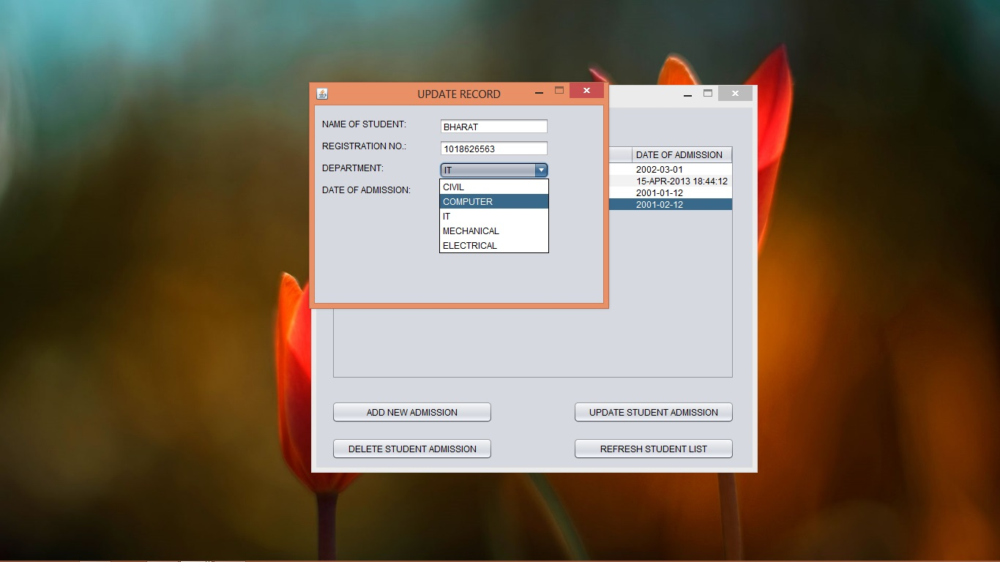 UPDATE RECORD
NAME OF STUDENT: BHARAT
REGISTRATION NO.: 1018626563
DEPARTMENT: IT
DATE OF ADMISSION:
CIVIL
COMPUTER
IT
MECHANICAL
ELECTRICAL
DATE OF ADMISSION
2002-03-01
15-APR-2013 18:44:12
2001-01-12
2001-02-12
ADD NEW ADMISSION
UPDATE STUDENT ADMISSION
DELETE STUDENT ADMISSION
REFRESH STUDENT LIST